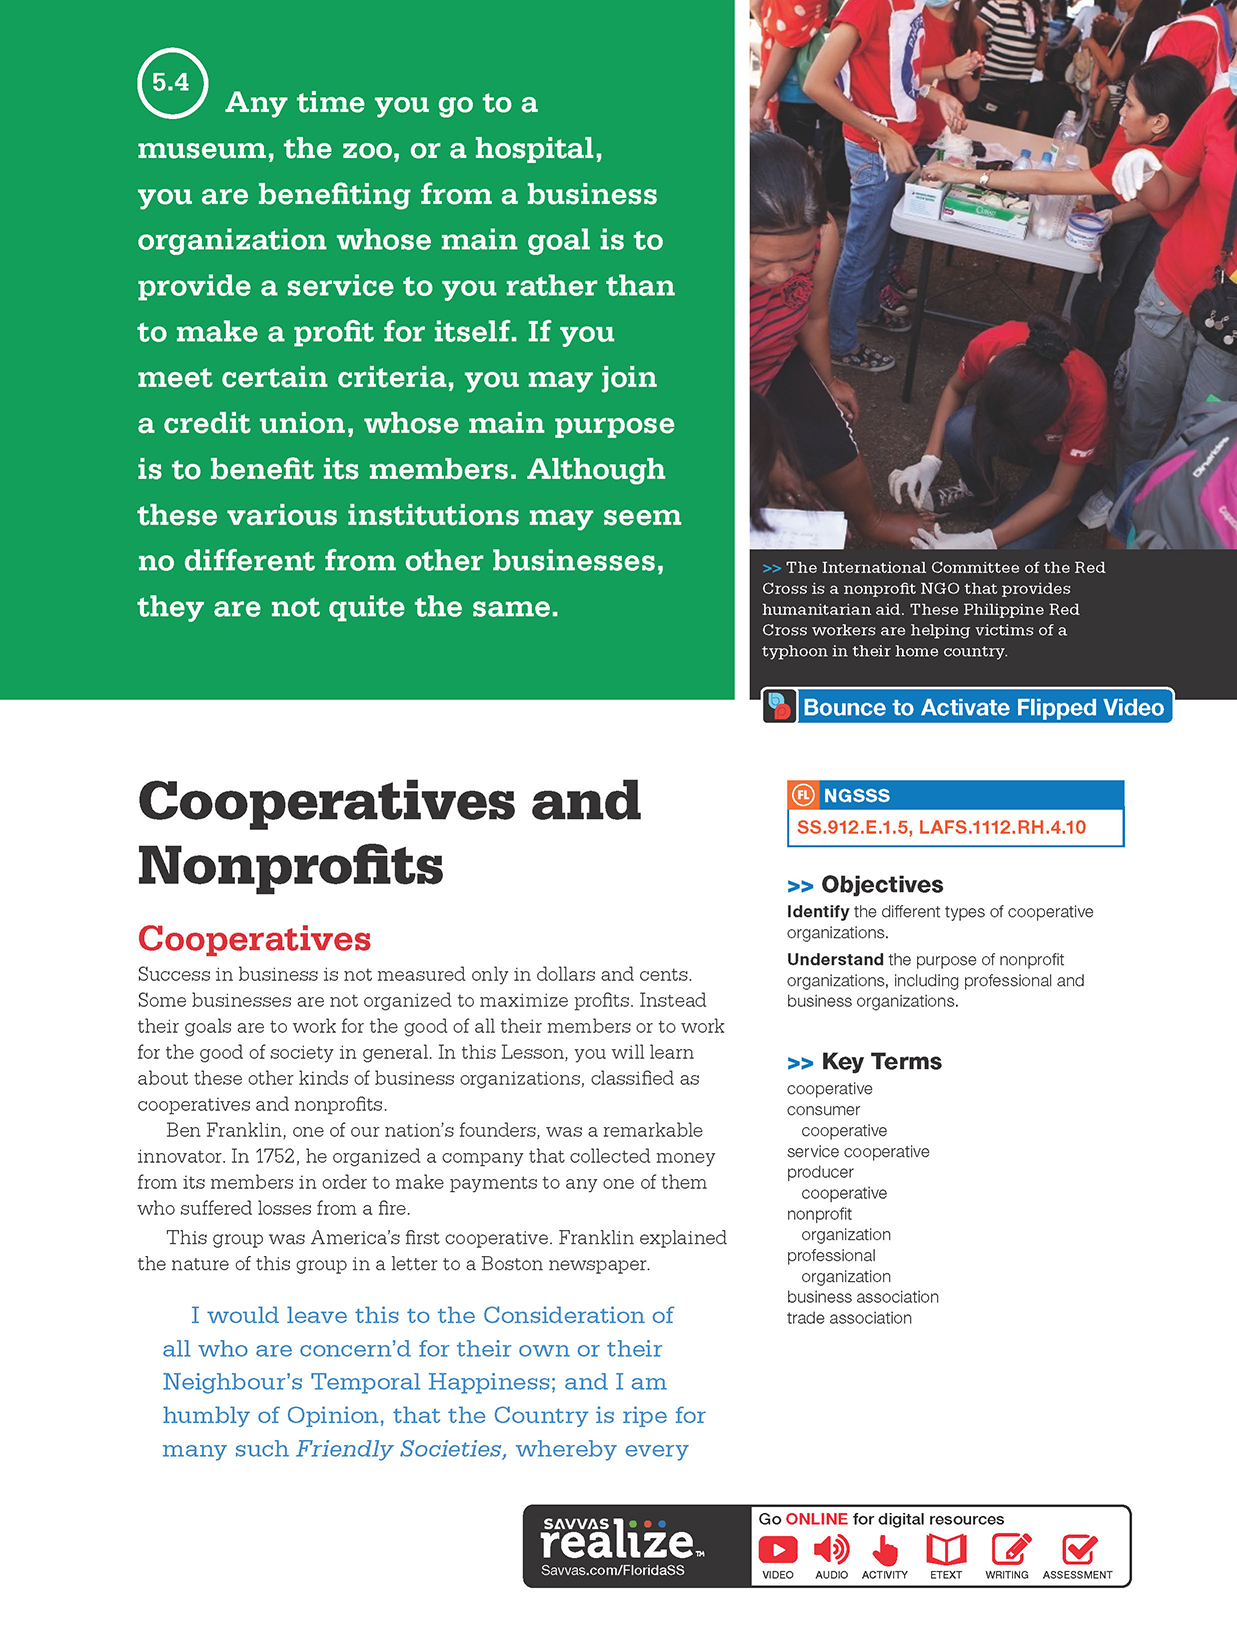 5.4
Any time you go to a
museum, the zoo, or a hospital,
you are benefiting from a business
organization whose main goal is to
provide a service to you rather than
to make a profit for itself. If you
meet certain criteria, you may join
a credit union, whose main purpose
is to benefit its members. Although
these various institutions may seem
no different from other businesses,
they are not quite the same.
>> The International Committee of the Red
Cross is a nonprofit NGO that provides
humanitarian aid. These Philippine Red
Cross workers are helping victims of a
typhoon in their home country.
Bounce to Activate Flipped Video
Cooperatives and
Nonprofits
Cooperatives
Success in business is not measured only in dollars and cents.
Some businesses are not organized to maximize profits. Instead
their goals are to work for the good of all their members or to work
for the good of society in general. In this Lesson, you will learn
about these other kinds of business organizations, classified as
cooperatives and nonprofits.
Ben Franklin, one of our nation's founders, was a remarkable
innovator. In 1752, he organized a company that collected money
from its members in order to make payments to any one of them
who suffered losses from a fire.
This group was America's first cooperative. Franklin explained
the nature of this group in a letter to a Boston newspaper.
I would leave this to the Consideration of
all who are concern'd for their own or their
Neighbour's Temporal Happiness; and I am
humbly of Opinion, that the Country is ripe for
many such Friendly Societies, whereby every
FL NGSSS
SS.912.E.1.5, LAFS.1112.RH.4.10
>> Objectives
Identify the different types of cooperative
organizations.
Understand the purpose of nonprofit
organizations, including professional and
business organizations.
>> Key Terms
cooperative
consumer
cooperative
service cooperative
producer
cooperative
nonprofit
organization
professional
organization
business association
trade association
SAVVAS
realize™
Savvas.com/FloridaSS
Go ONLINE for digital resources
VIDEO AUDIO ACTIVITY ETEXT WRITING ASSESSMENT